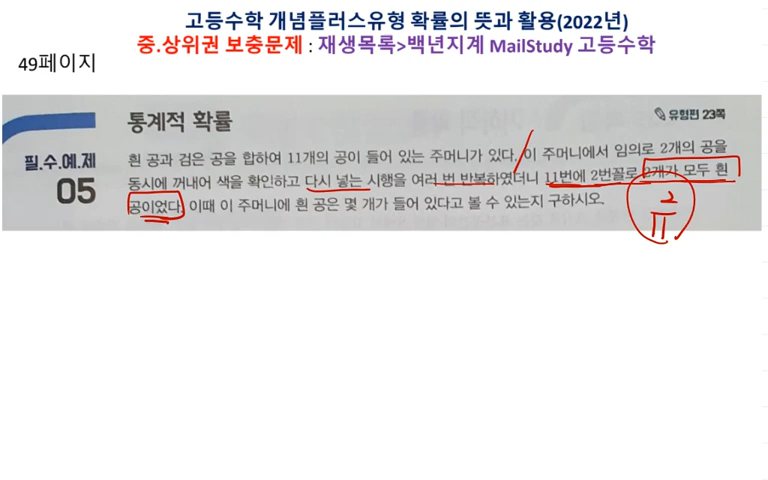 고등수학 개념플러스유형 확률의 뜻과 활용(2022년)
중.상위권 보충문제 : 재생목록>백년지계 MailStudy 고등수학
49페이지
통계적 확률
유형편 23쪽
필.수.예.제
05
흰 공과 검은 공을 합하여 11개의 공이 들어 있는 주머니가 있다. 이 주머니에서 임의로 2개의 공을
동시에 꺼내어 색을 확인하고 다시 넣는 시행을 여러 번 반복하였더니 11번에 2번꼴로 2개가 모두 흰
공이었다. 이때 이 주머니에 흰 공은 몇 개가 들어 있다고 볼 수 있는지 구하시오.
2
11